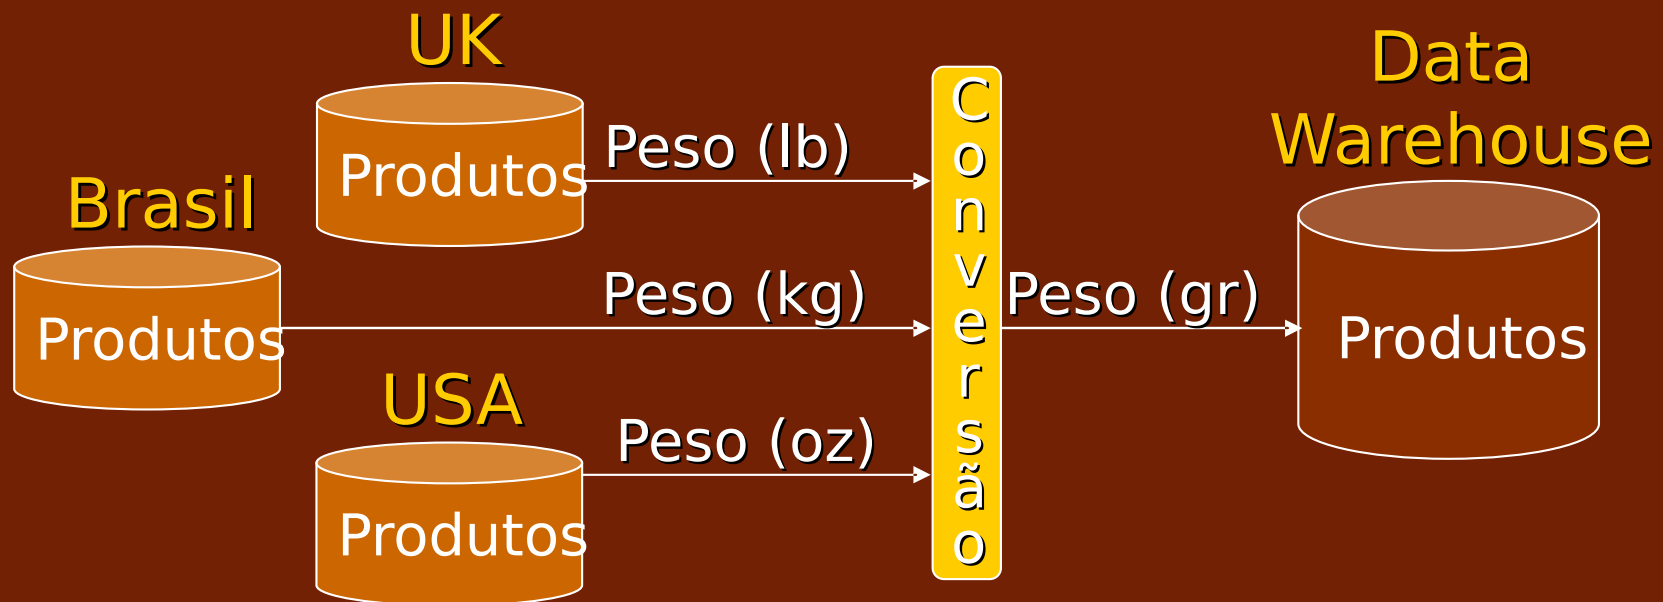 UK
Produtos
Peso (lb)
Brasil
Produtos
Peso (kg)
USA
Produtos
Peso (oz)
Conversão
Peso (gr)
Data
Warehouse
Produtos